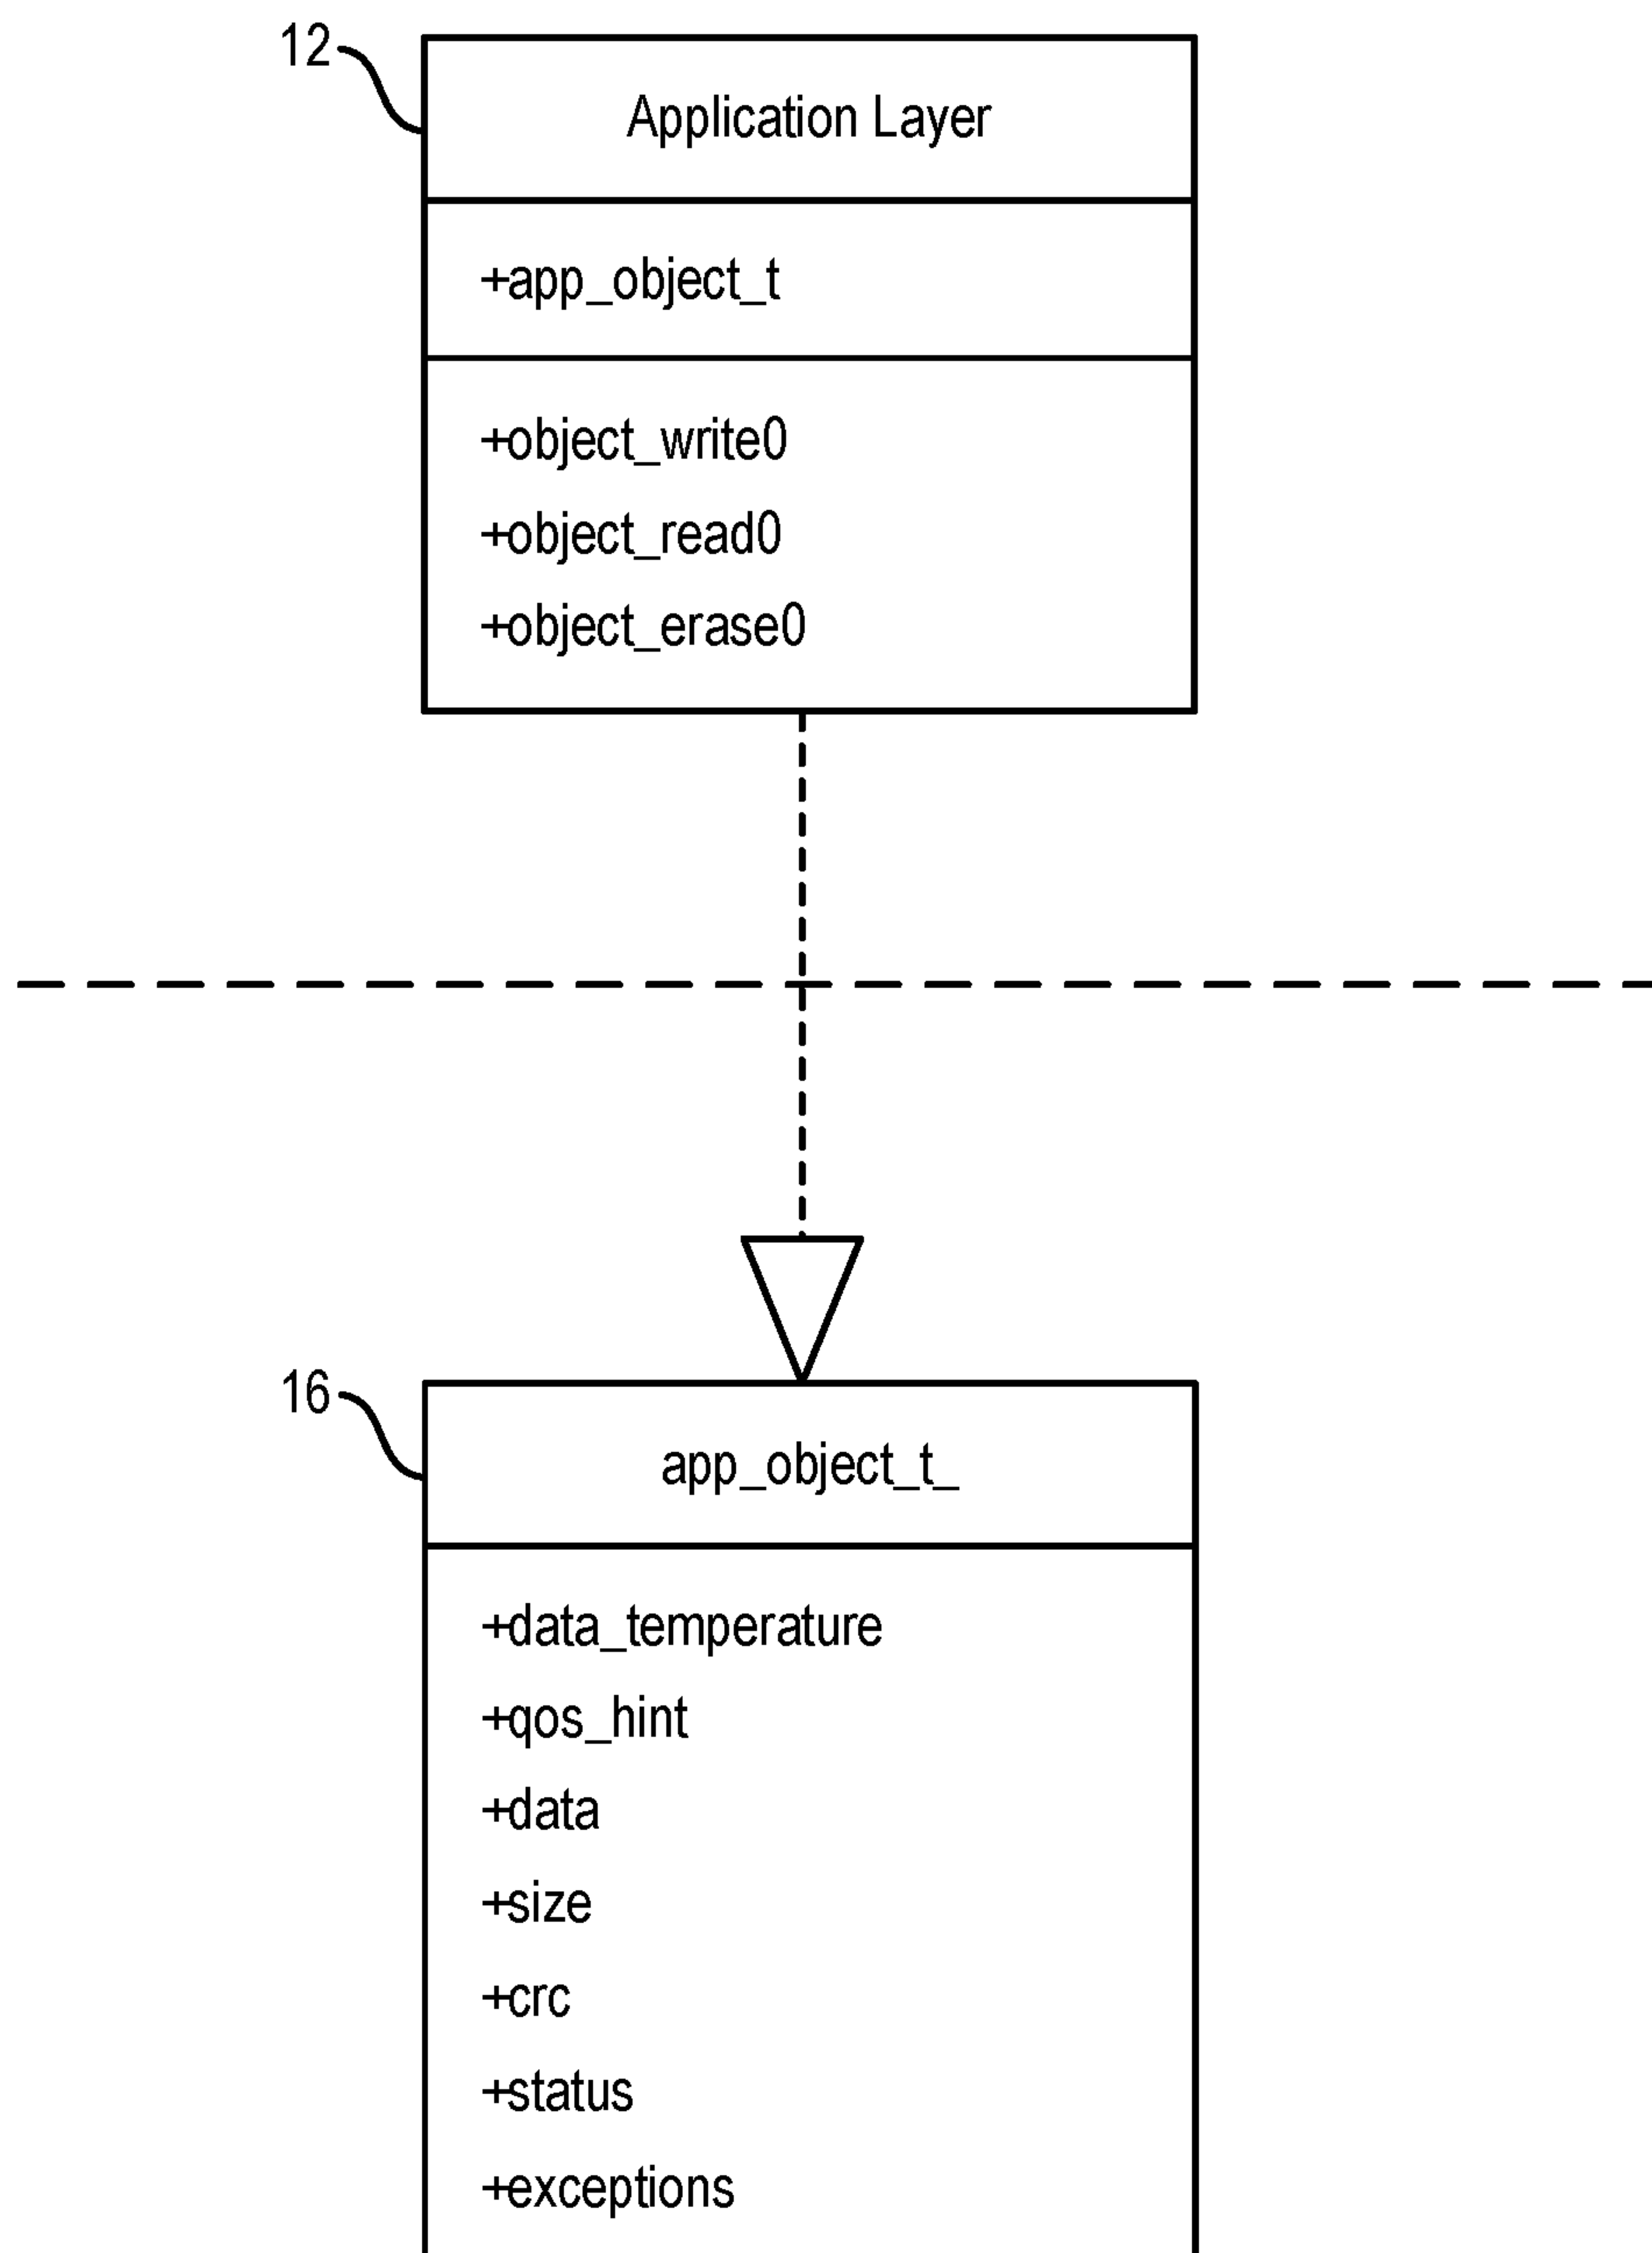 12
Application Layer
+app_object_t
+object_write0
+object_read0
+object_erase0
16
app_object_t_
+data_temperature
+qos_hint
+data
+size
+crc
+status
+exceptions